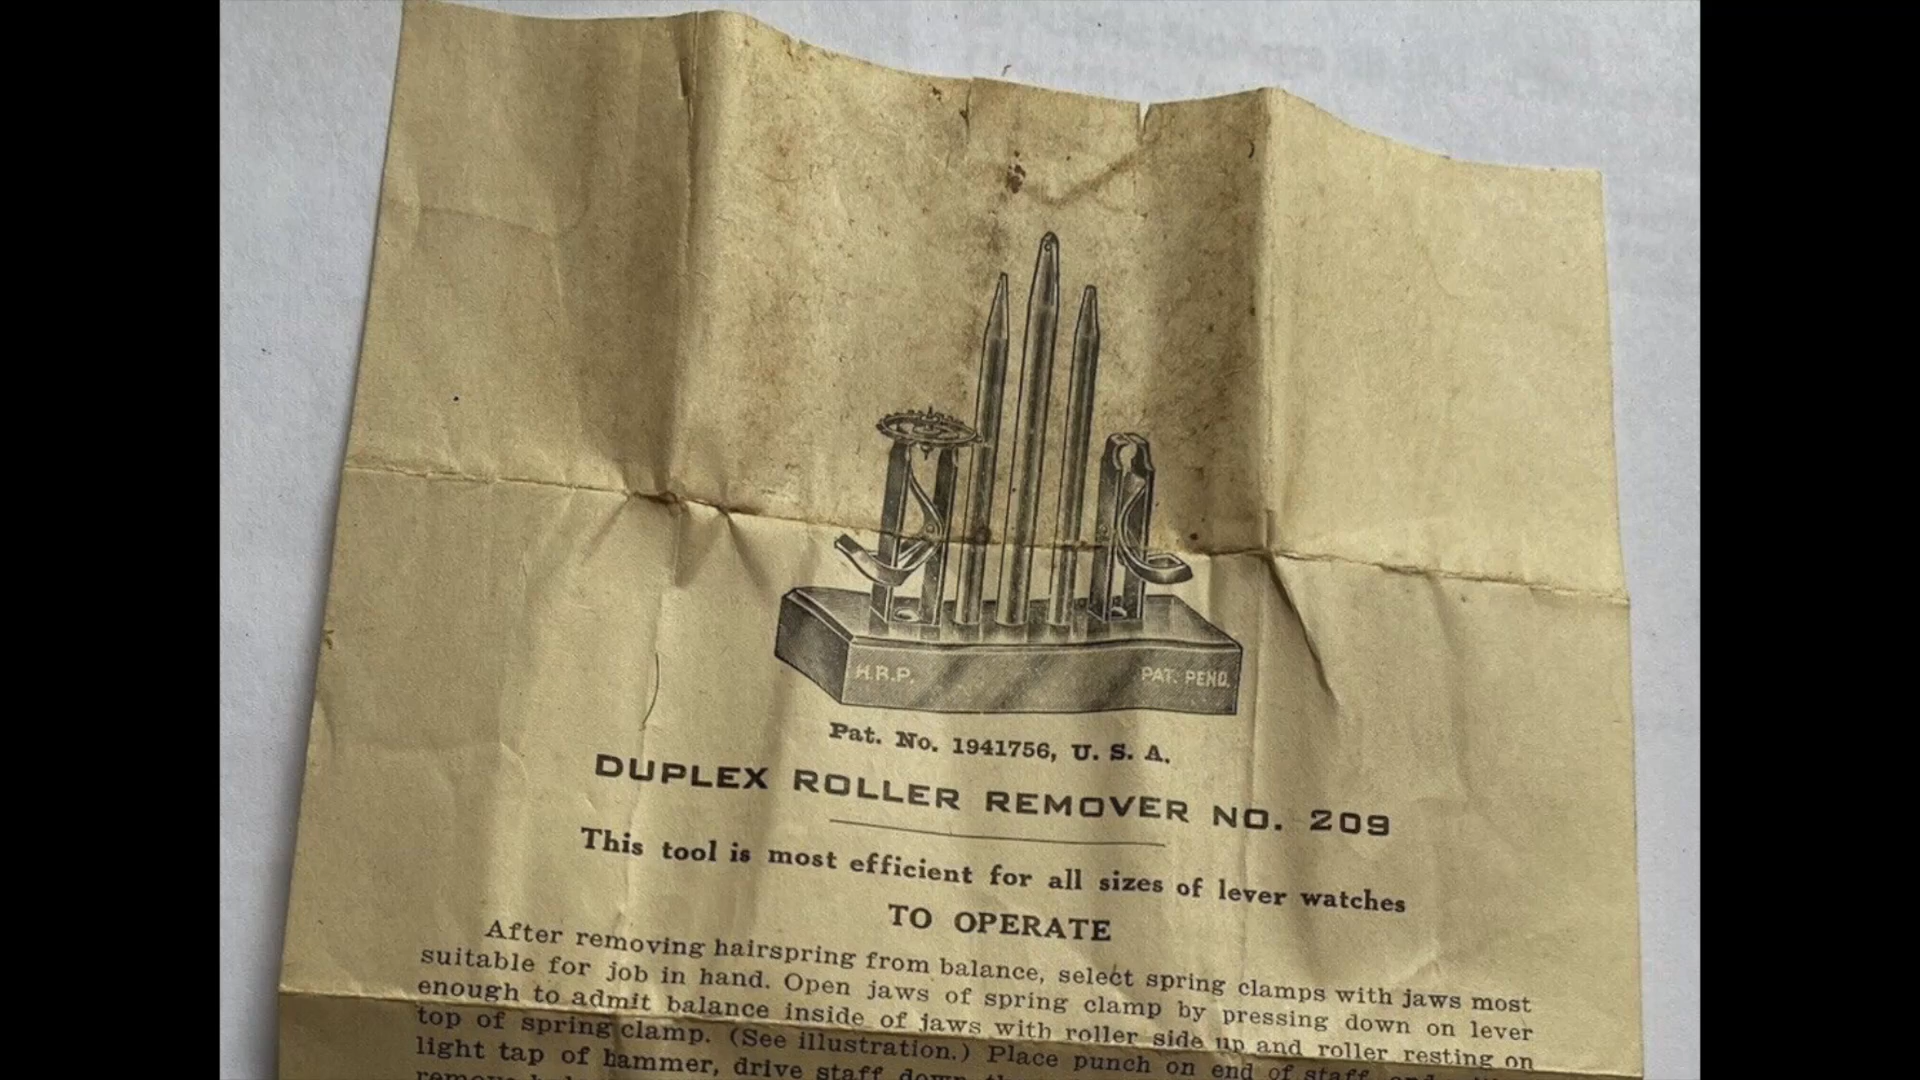 H.R.P. PAT. PEND.
Pat. No. 1941756, U. S. A.
DUPLEX ROLLER REMOVER NO. 209
This tool is most efficient for all sizes of lever watches
TO OPERATE
After removing hairspring from balance, select spring clamps with jaws most
suitable for job in hand. Open jaws of spring clamp by pressing down on lever
enough to admit balance inside of jaws with roller side up and roller resting on
top of spring clamp. (See illustration.) Place punch on end of staff and
light tap of hammer, drive staff down